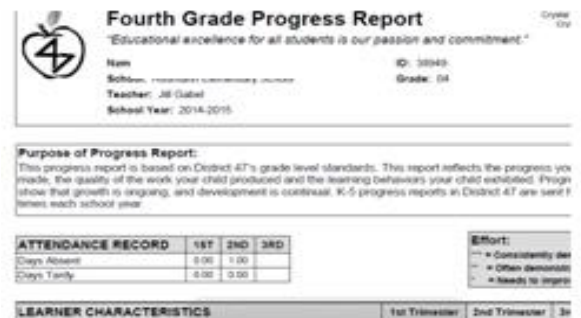 Fourth Grade Progress Report
Crystal
"Educational excellence for all students is our passion and commitment."
47
ID:
School: Elementary School
Grade: 04
Teacher: Jill Gabel
School Year: 2014-2015
Purpose of Progress Report:
This progress report is based on District 47's grade level standards. This report reflects the progress you
made, the quality of the work your child produced and the learning behaviors your child exhibited. Progr
show that growth is ongoing, and development is continual. K-5 progress reports in District 47 are sent
times each school year
ATTENDANCE RECORD 1ST 2ND 3RD
Days Absent 0.00 1.00
Days Tardy 0.00 0.00
Effort:
= Consistently de
= Often demonstr
= Needs to impro
LEARNER CHARACTERISTICS 1st Trimester 2nd Trimester